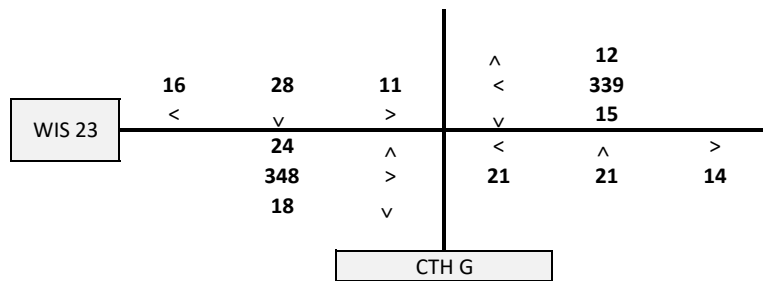 ^ 12
16 28 11 < 339
< v > v 15
WIS 23
24 ^ < ^ >
348 > 21 21 14
18 v
CTH G